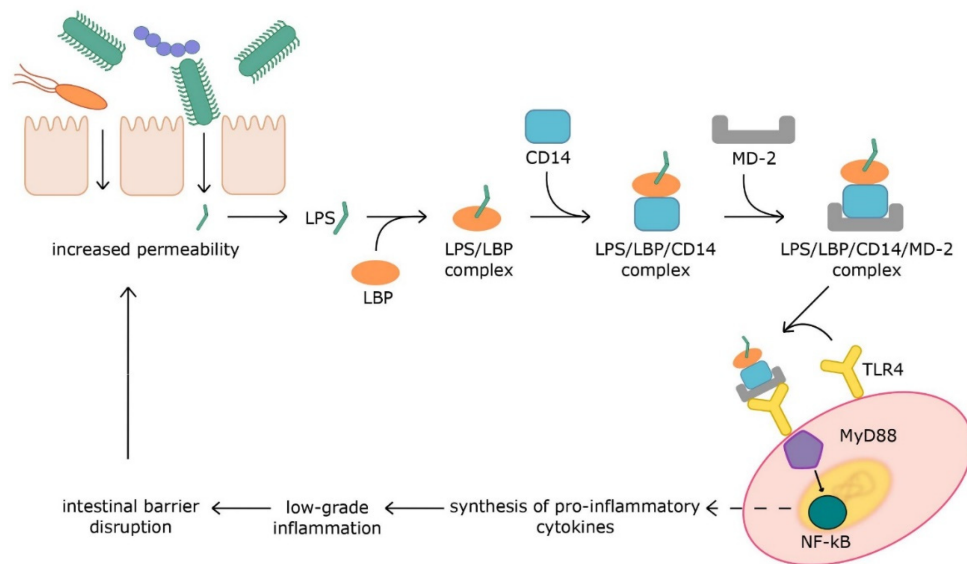 CD14
MD-2
increased permeability
LPS
LBP
LPS/LBP
complex
LPS/LBP/CD14
complex
LPS/LBP/CD14/MD-2
complex
TLR4
MyD88
NF-kB
synthesis of pro-inflammatory
cytokines
low-grade
inflammation
intestinal barrier
disruption